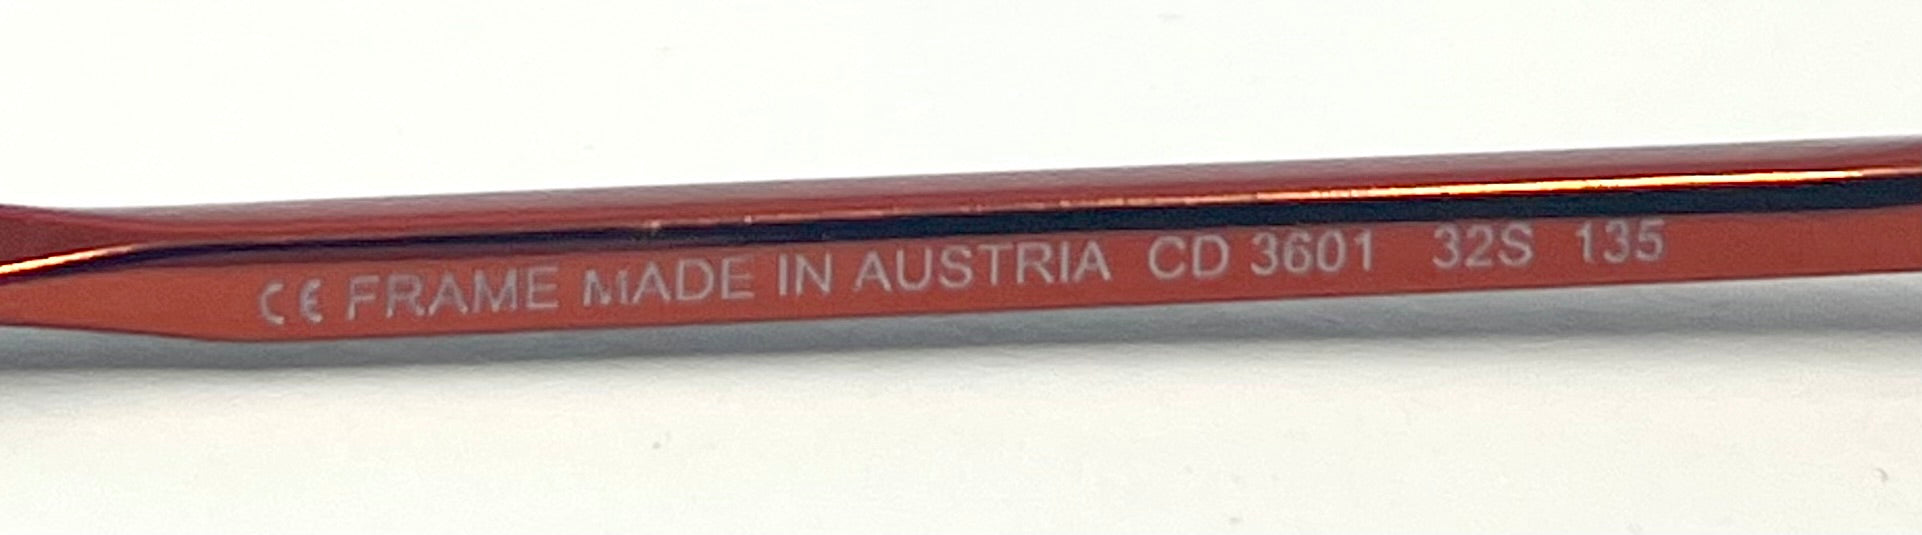 CE FRAME MADE IN AUSTRIA CD 3601 32S 135